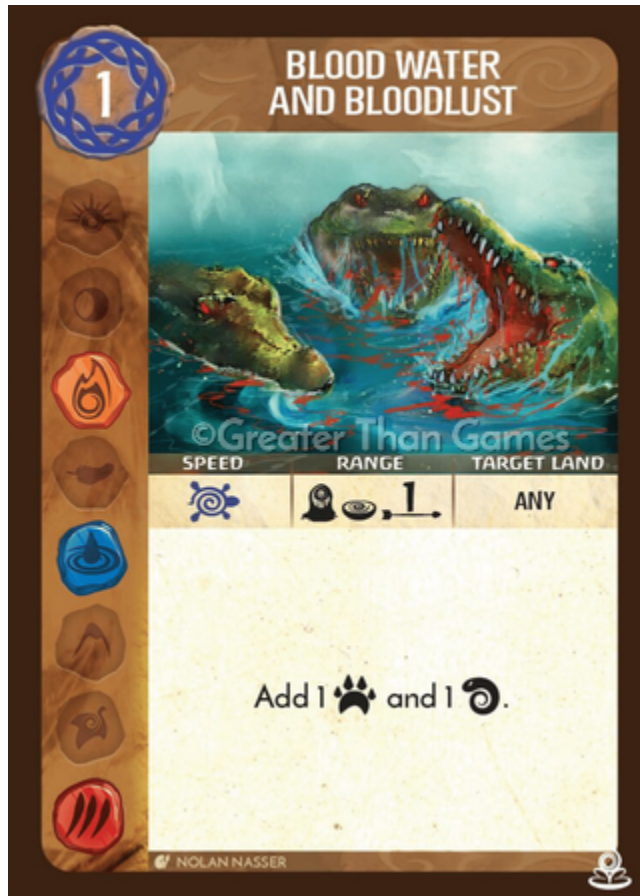 1
BLOOD WATER
AND BLOODLUST
©Greater Than Games
SPEED RANGE TARGET LAND
1 ANY
Add 1 and 1 .
NOLAN NASSER